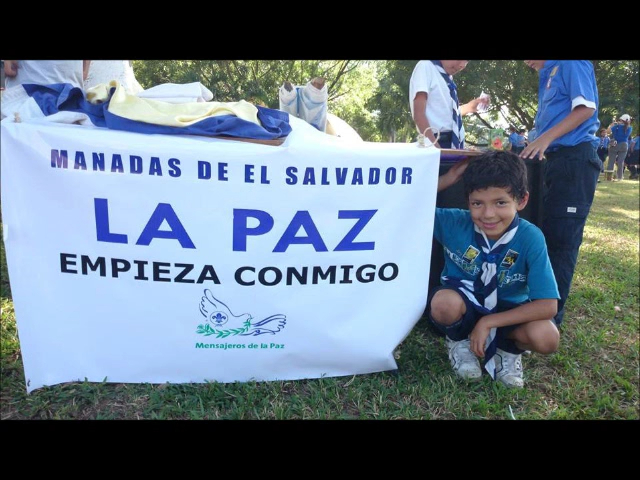 MANADAS DE EL SALVADOR
LA PAZ
EMPIEZA CONMIGO
Mensajeros de la Paz